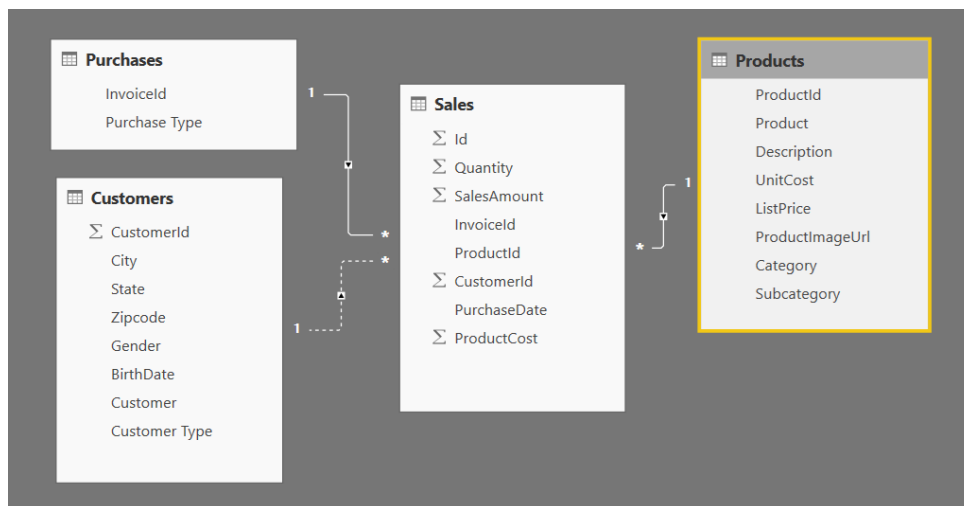 Purchases
InvoiceId
Purchase Type
1
*
Customers
Σ CustomerId
City
State
Zipcode
Gender
BirthDate
Customer
Customer Type
1
*
Sales
Σ Id
Σ Quantity
Σ SalesAmount
InvoiceId
ProductId
Σ CustomerId
PurchaseDate
Σ ProductCost
*
1
Products
ProductId
Product
Description
UnitCost
ListPrice
ProductImageUrl
Category
Subcategory